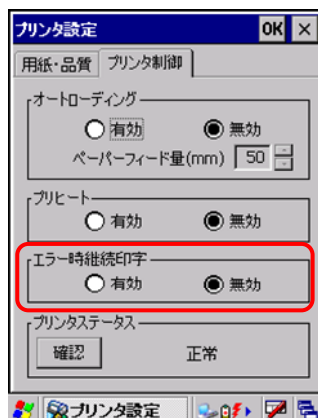 プリンタ設定 OK ×
用紙・品質 プリンタ制御
オートローディング
有効 無効
ペーパーフィード量(mm) 50
プリヒート
有効 無効
エラー時継続印字
有効 無効
プリンタステータス
確認 正常
プリンタ設定